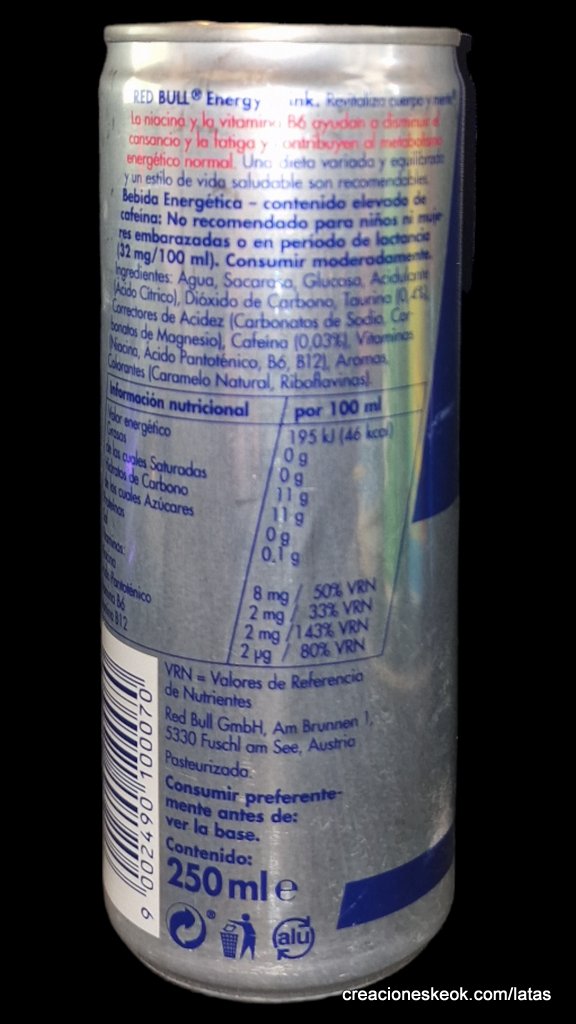 RED BULL® Energy ink. Revitaliza cuerpo y mente®
La niacina y la vitamina B6 ayudan a disminuir el
cansancio y la fatiga y contribuyen al metabolismo
energético normal. Una dieta variada y equilibrada
y un estilo de vida saludable son recomendables.
Bebida Energética – contenido elevado de
cafeína: No recomendado para niños ni muje-
res embarazadas o en período de lactancia
(32 mg/100 ml). Consumir moderadamente.
Ingredientes: Agua, Sacarosa, Glucosa, Acidulante
(Ácido Cítrico), Dióxido de Carbono, Taurina (0,4%),
Correctores de Acidez (Carbonatos de Sodio, Car-
bonatos de Magnesio), Cafeína (0,03%), Vitaminas
(Niacina, Ácido Pantoténico, B6, B12), Aromas,
Colorantes (Caramelo Natural, Riboflavinas).
Información nutricional por 100 ml
Valor energético 195 kJ (46 kcal)
Grasas 0 g
de las cuales Saturadas 0 g
Hidratos de Carbono 11 g
de los cuales Azúcares 11 g
0 g
0,1 g
8 mg / 50% VRN
Pantoténico 2 mg / 33% VRN
B6 2 mg /143% VRN
B12 2 µg / 80% VRN
VRN = Valores de Referencia
de Nutrientes
Red Bull GmbH, Am Brunnen 1,
5330 Fuschl am See, Austria
Pasteurizada.
Consumir preferente-
mente antes de:
ver la base.
Contenido:
250 ml e
alu
9 002490 100070
creacioneskeok.com/latas